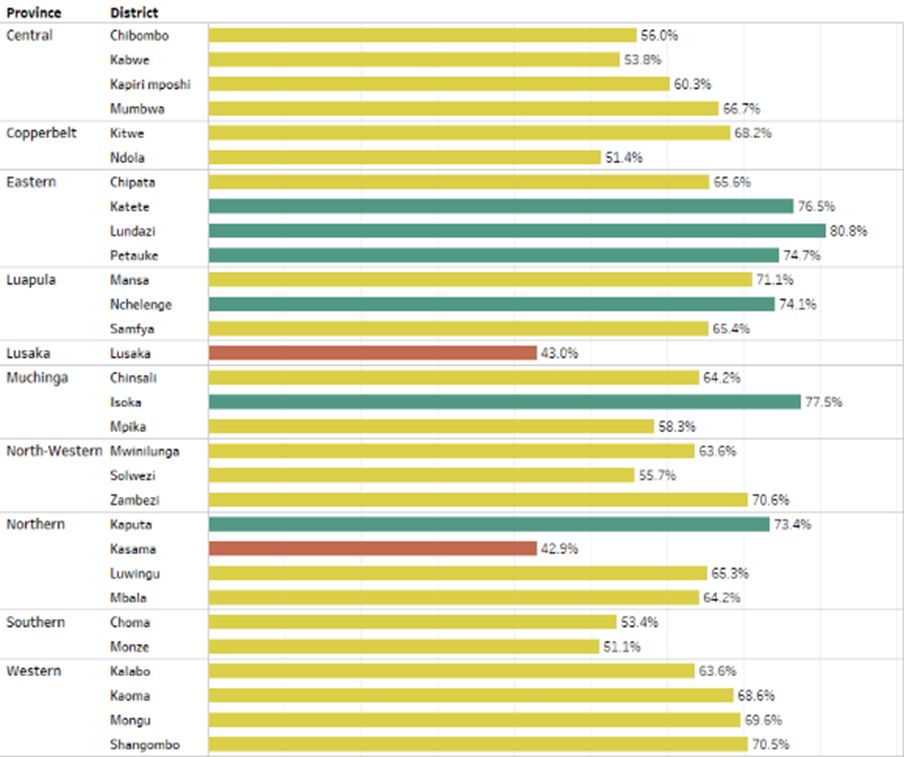 Province District
Central Chibombo 56.0%
Kabwe 53.8%
Kapiri mposhi 60.3%
Mumbwa 66.7%
Copperbelt Kitwe 68.2%
Ndola 51.4%
Eastern Chipata 65.6%
Katete 76.5%
Lundazi 80.8%
Petauke 74.7%
Luapula Mansa 71.1%
Nchelenge 74.1%
Samfya 65.4%
Lusaka Lusaka 43.0%
Muchinga Chinsali 64.2%
Isoka 77.5%
Mpika 58.3%
North-Western Mwinilunga 63.6%
Solwezi 55.7%
Zambezi 70.6%
Northern Kaputa 73.4%
Kasama 42.9%
Luwingu 65.3%
Mbala 64.2%
Southern Choma 53.4%
Monze 51.1%
Western Kalabo 63.6%
Kaoma 68.6%
Mongu 69.6%
Shangombo 70.5%